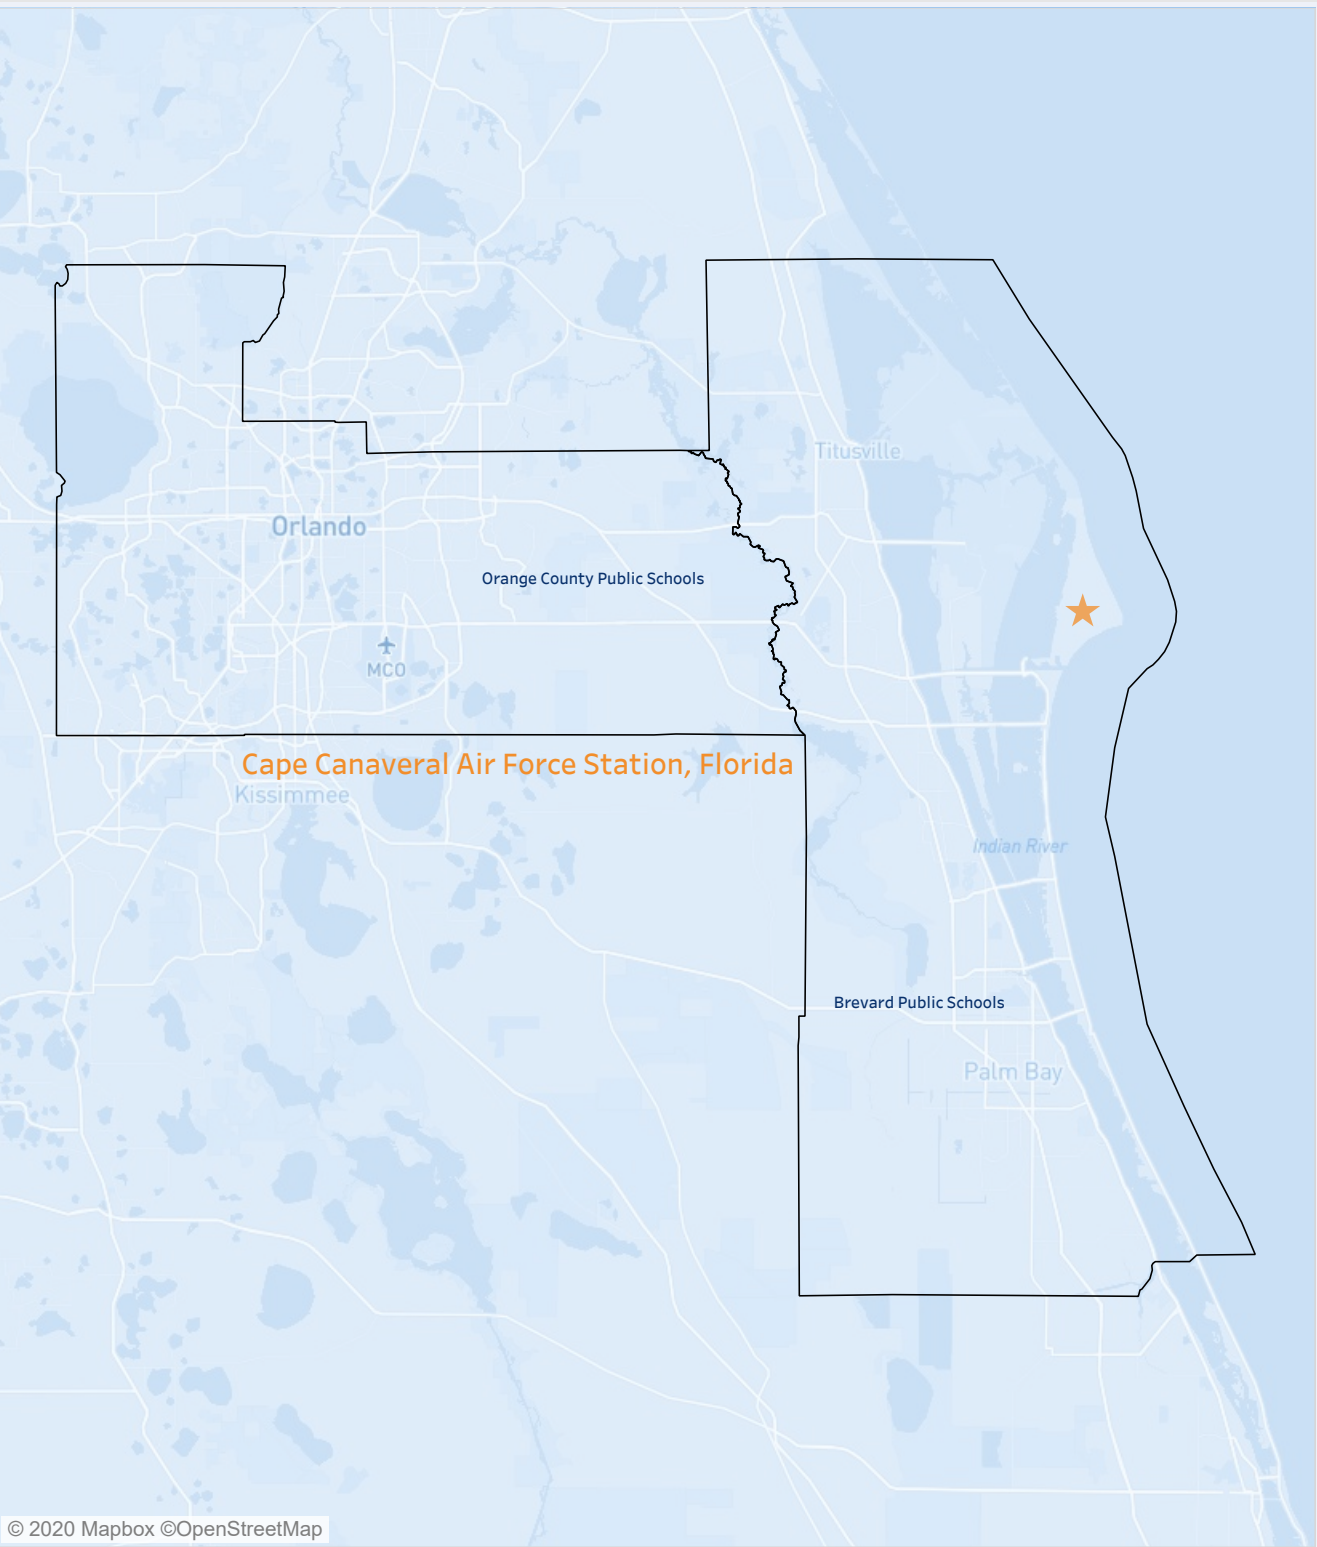 Titusville
Orlando
Orange County Public Schools
MCO
Cape Canaveral Air Force Station, Florida
Kissimmee
Indian River
Brevard Public Schools
Palm Bay
© 2020 Mapbox ©OpenStreetMap